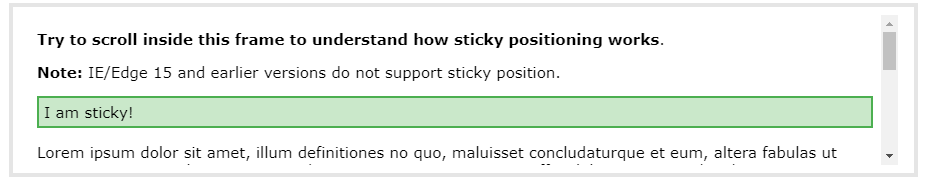 Try to scroll inside this frame to understand how sticky positioning works.
Note: IE/Edge 15 and earlier versions do not support sticky position.
I am sticky!
Lorem ipsum dolor sit amet, illum definitiones no quo, maluisset concludaturque et eum, altera fabulas ut